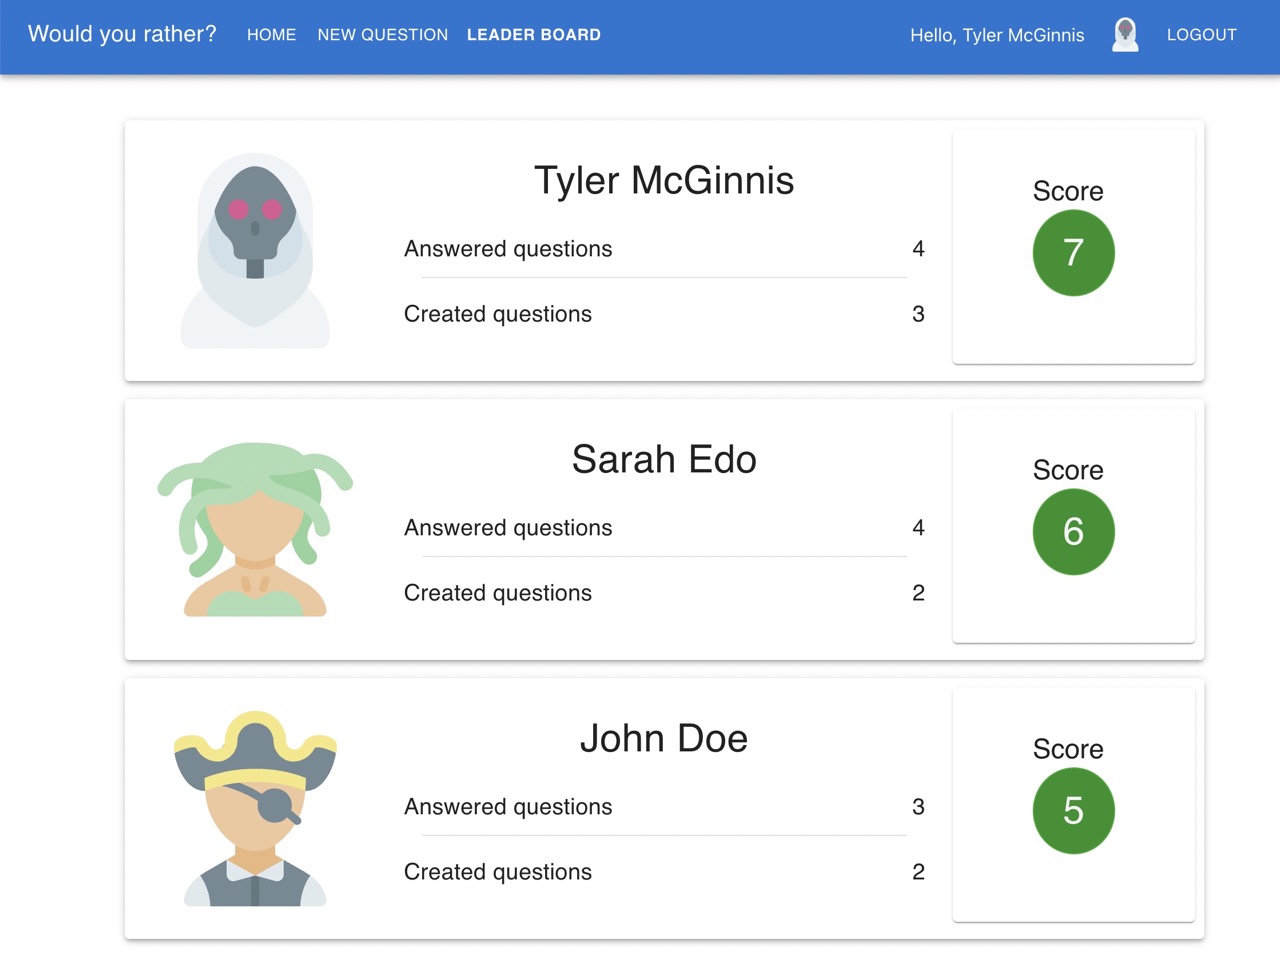 Would you rather? HOME NEW QUESTION LEADER BOARD Hello, Tyler McGinnis LOGOUT
Tyler McGinnis
Answered questions 4
Created questions 3
Score
7
Sarah Edo
Answered questions 4
Created questions 2
Score
6
John Doe
Answered questions 3
Created questions 2
Score
5